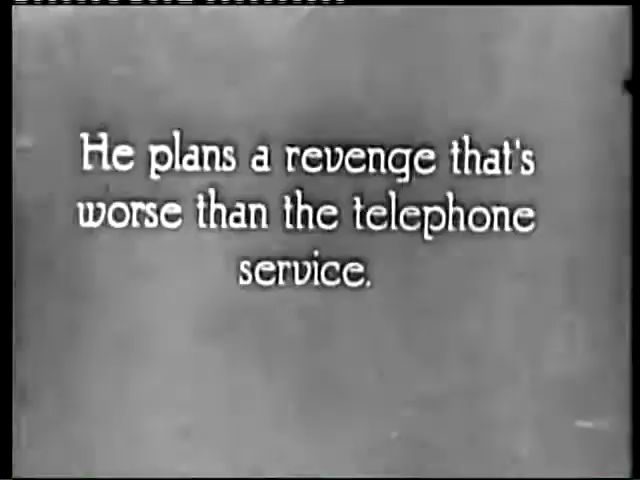 He plans a revenge that's
worse than the telephone
service.